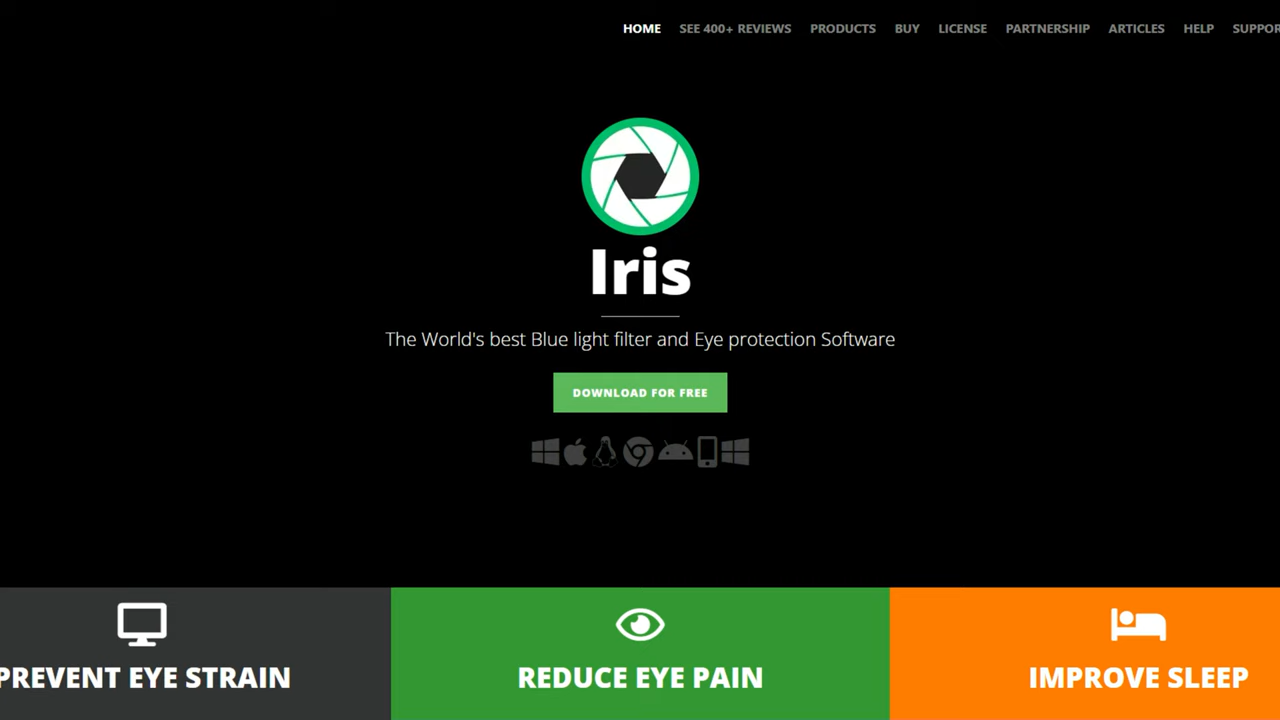 HOME SEE 400+ REVIEWS PRODUCTS BUY LICENSE PARTNERSHIP ARTICLES HELP SUPPOR
Iris
The World's best Blue light filter and Eye protection Software
DOWNLOAD FOR FREE
PREVENT EYE STRAIN REDUCE EYE PAIN IMPROVE SLEEP